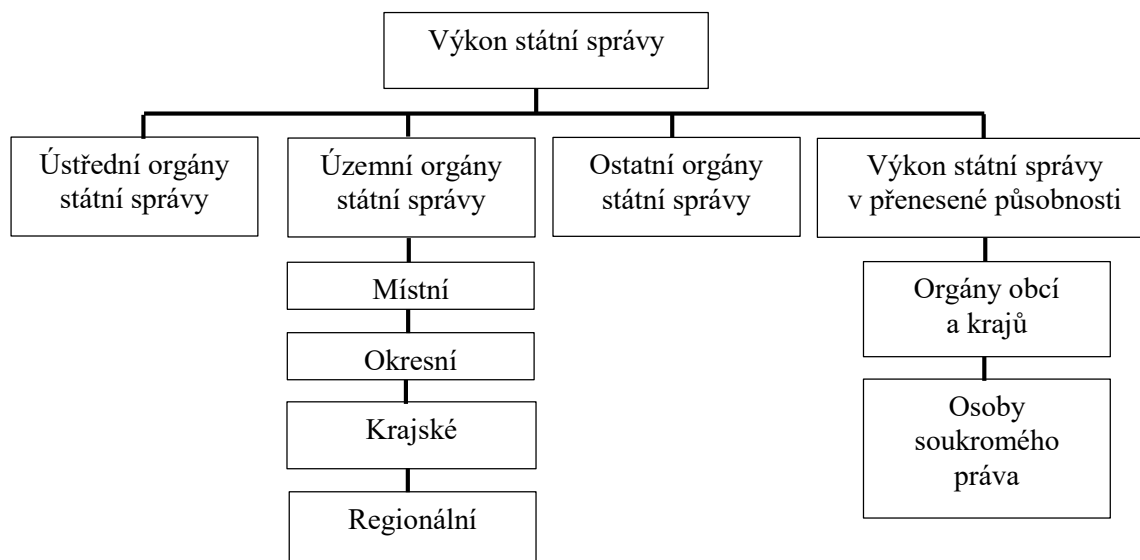 Výkon státní správy
Ústřední orgány
státní správy
Územní orgány
státní správy
Ostatní orgány
státní správy
Výkon státní správy
v přenesené působnosti
Místní
Okresní
Krajské
Regionální
Orgány obcí
a krajů
Osoby
soukromého
práva